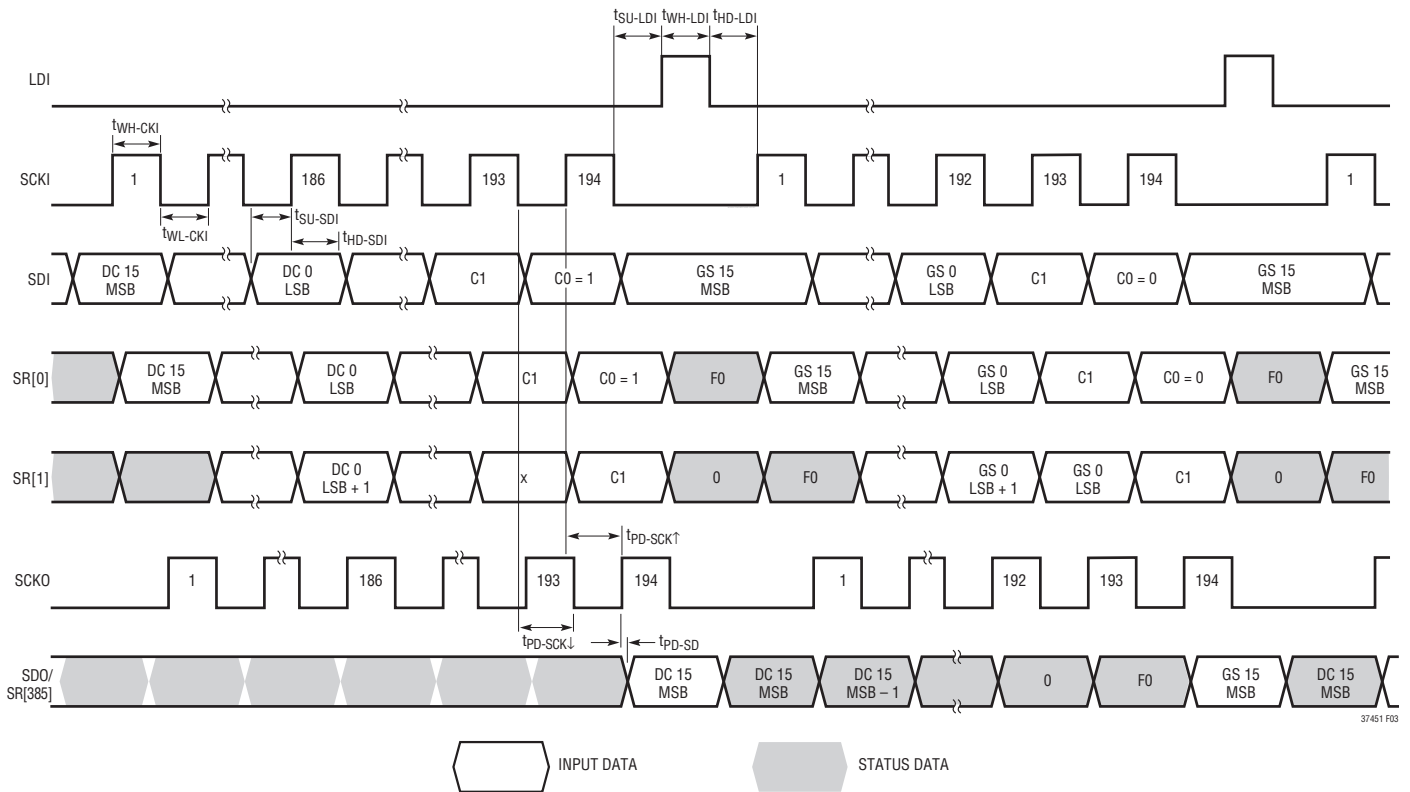 tSU-LDI tWH-LDI tHD-LDI
LDI
tWH-CKI
SCKI 1 186 193 194 1 192 193 194 1
tWL-CKI tSU-SDI tHD-SDI
SDI DC 15 MSB DC 0 LSB C1 C0 = 1 GS 15 MSB GS 0 LSB C1 C0 = 0 GS 15 MSB
SR[0] DC 15 MSB DC 0 LSB C1 C0 = 1 F0 GS 15 MSB GS 0 LSB C1 C0 = 0 F0 GS 15 MSB
SR[1] DC 0 LSB + 1 x C1 0 F0 GS 0 LSB + 1 GS 0 LSB C1 0 F0
tPD-SCK↑
SCKO 1 186 193 194 1 192 193 194
tPD-SCK↓ tPD-SD
SDO/ SR[385] DC 15 MSB DC 15 MSB DC 15 MSB – 1 0 F0 GS 15 MSB DC 15 MSB
37451 F03
INPUT DATA STATUS DATA